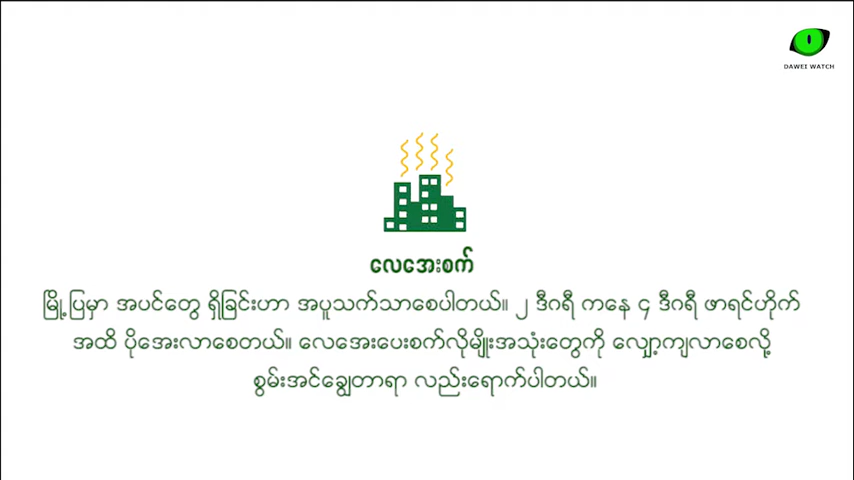 DAWEI WATCH
လေအေးစက်
မြို့ပြမှာ အပင်တွေ ရှိခြင်းဟာ အပူသက်သာစေပါတယ်။ ၂ ဒီဂရီ ကနေ ၄ ဒီဂရီ ဖာရင်ဟိုက်
အထိ ပိုအေးလာစေတယ်။ လေအေးပေးစက်လိုမျိုးအသုံးတွေကို လျှော့ကျလာစေလို့
စွမ်းအင်ချွေတာရာ လည်းရောက်ပါတယ်။